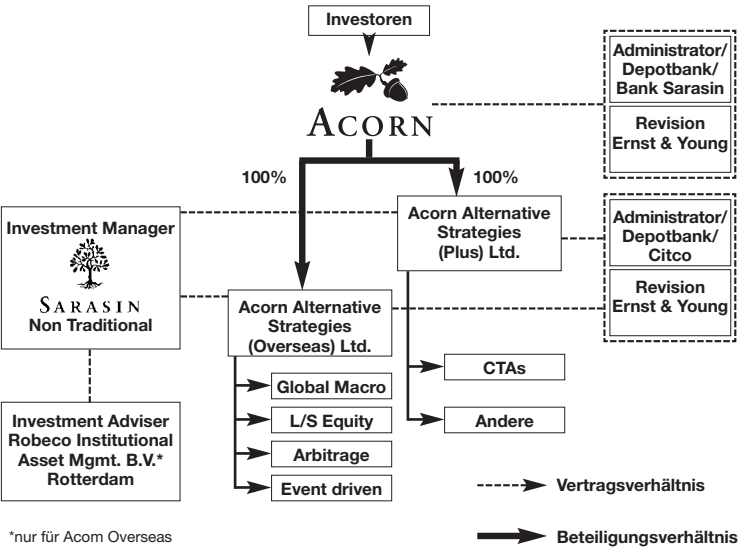 Investoren
ACORN
Administrator/
Depotbank/
Bank Sarasin
Revision
Ernst & Young
100%
100%
Investment Manager
SARASIN
Non Traditional
Acorn Alternative
Strategies
(Plus) Ltd.
Administrator/
Depotbank/
Citco
Revision
Ernst & Young
Acorn Alternative
Strategies
(Overseas) Ltd.
Global Macro
L/S Equity
Arbitrage
Event driven
CTAs
Andere
Investment Adviser
Robeco Institutional
Asset Mgmt. B.V.*
Rotterdam
Vertragsverhältnis
Beteiligungsverhältnis
*nur für Acom Overseas